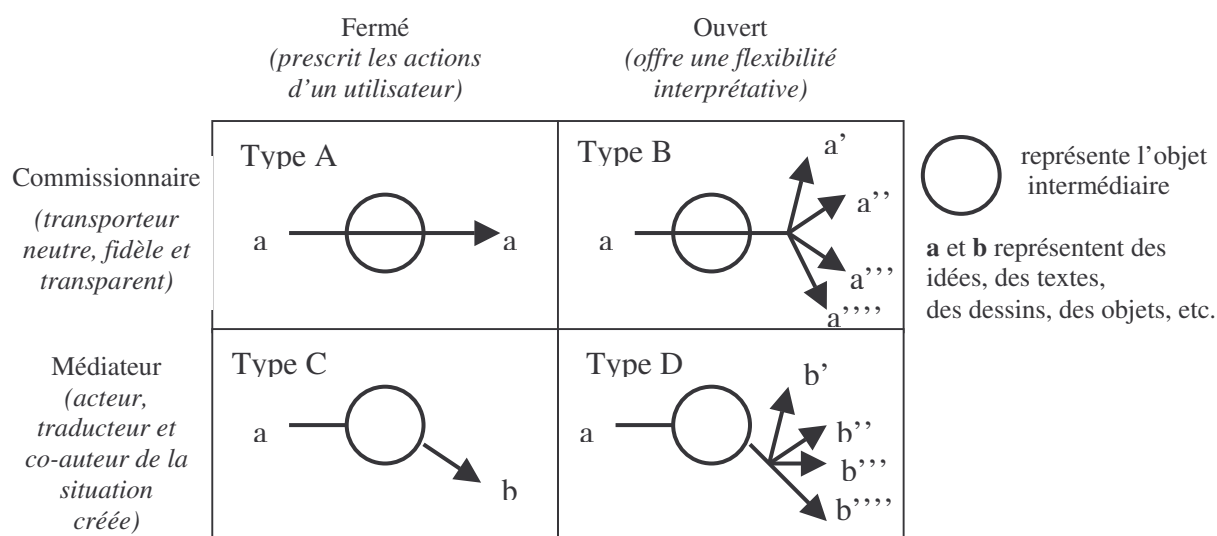 Fermé
(prescrit les actions
d’un utilisateur)
Ouvert
(offre une flexibilité
interprétative)
Commissionnaire
(transporteur
neutre, fidèle et
transparent)
Type A
a
a
Type B
a
a'
a’’
a’’’
a’’’’
représente l’objet
intermédiaire
a et b représentent des
idées, des textes,
des dessins, des objets, etc.
Médiateur
(acteur,
traducteur et
co-auteur de la
situation
créée)
Type C
a
b
Type D
a
b’
b’’
b’’’
b’’’’